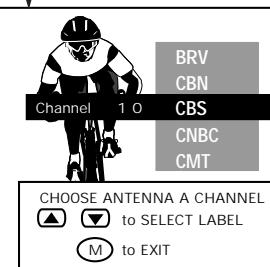 BRV
CBN
Channel 10 CBS
CNBC
CMT
CHOOSE ANTENNA A CHANNEL
to SELECT LABEL
M to EXIT